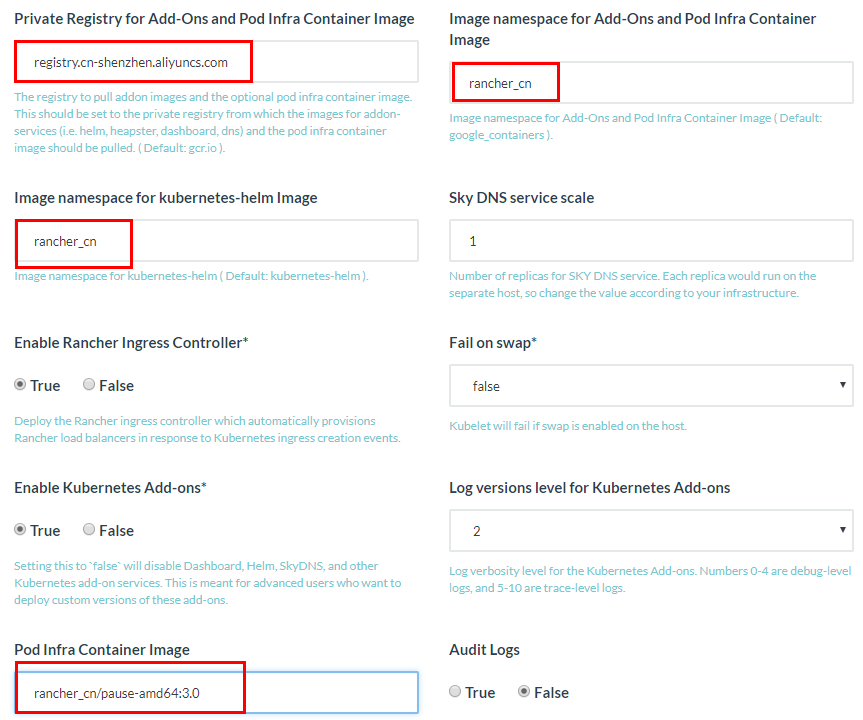 Private Registry for Add-Ons and Pod Infra Container Image
registry.cn-shenzhen.aliyuncs.com
The registry to pull addon images and the optional pod infra container image.
This should be set to the private registry from which the images for addon-
services (i.e. helm, heapster, dashboard, dns) and the pod infra container
image should be pulled. ( Default: gcr.io ).
Image namespace for Add-Ons and Pod Infra Container
Image
rancher_cn
Image namespace for Add-Ons and Pod Infra Container Image ( Default:
google_containers ).
Image namespace for kubernetes-helm Image
rancher_cn
Image namespace for kubernetes-helm ( Default: kubernetes-helm ).
Sky DNS service scale
1
Number of replicas for SKY DNS service. Each replica would run on the
separate host, so change the value according to your infrastructure.
Enable Rancher Ingress Controller*
True False
Deploy the Rancher ingress controller which automatically provisions
Rancher load balancers in response to Kubernetes ingress creation events.
Fail on swap*
false
Kubelet will fail if swap is enabled on the host.
Enable Kubernetes Add-ons*
True False
Setting this to `false` will disable Dashboard, Helm, SkyDNS, and other
Kubernetes add-on services. This is meant for advanced users who want to
deploy custom versions of these add-ons.
Log versions level for Kubernetes Add-ons
2
Log verbosity level for the Kubernetes Add-ons. Numbers 0-4 are debug-level
logs, and 5-10 are trace-level logs.
Pod Infra Container Image
rancher_cn/pause-amd64:3.0
Audit Logs
True False